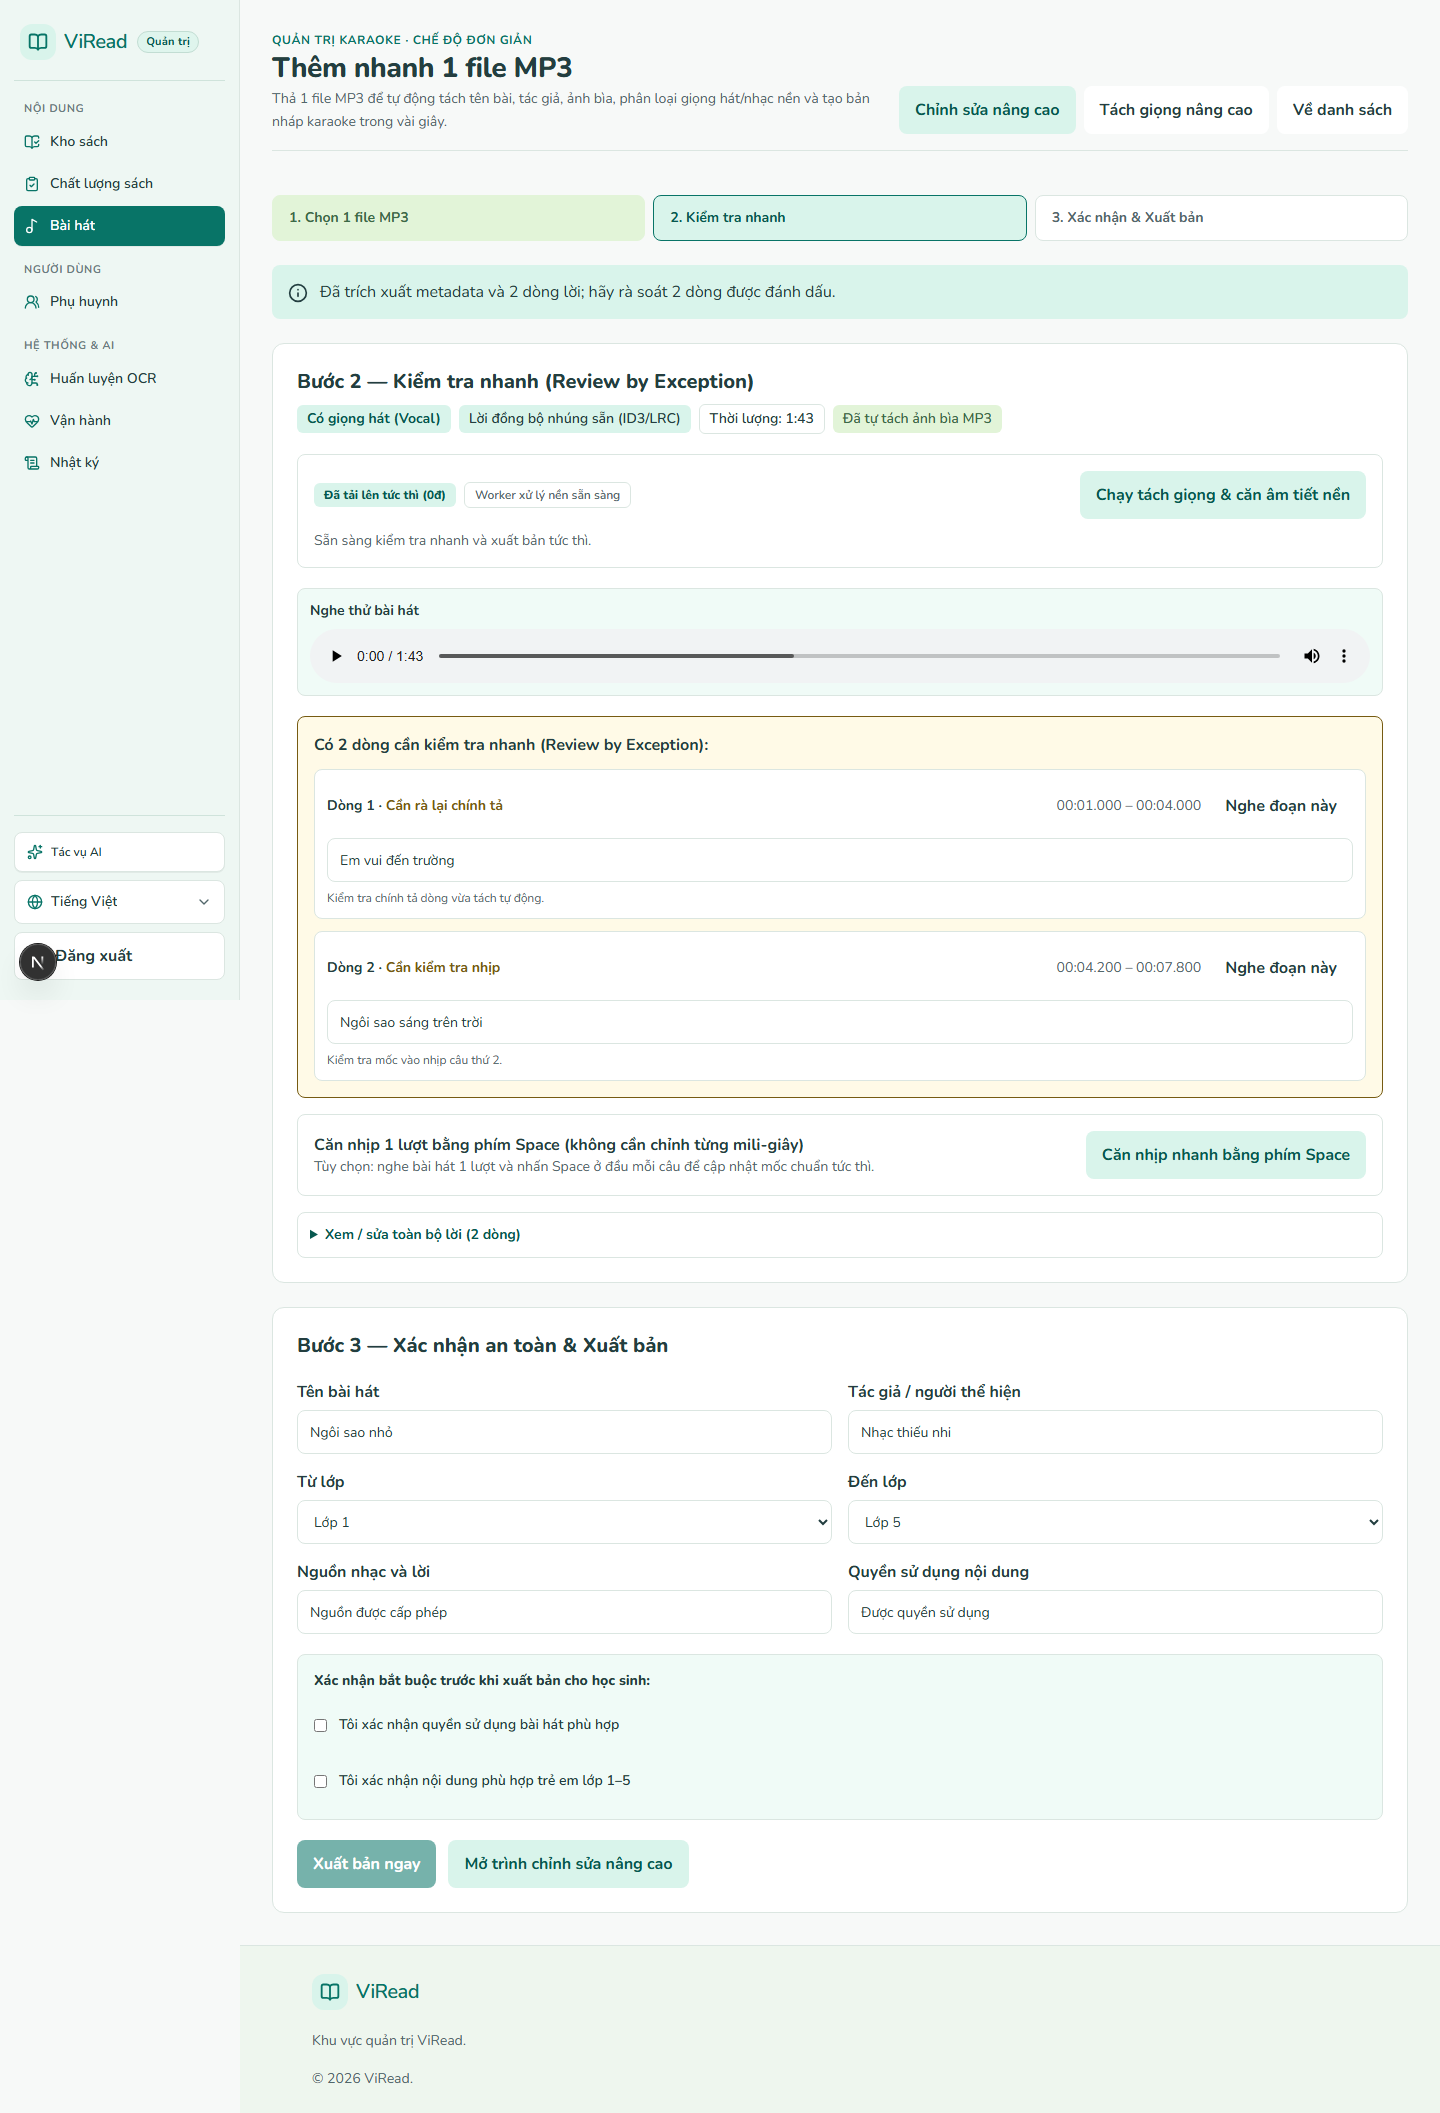 ViRead Quản trị
NỘI DUNG
Kho sách
Chất lượng sách
Bài hát
NGƯỜI DÙNG
Phụ huynh
HỆ THỐNG & AI
Huấn luyện OCR
Vận hành
Nhật ký
Tác vụ AI
Tiếng Việt
N Đăng xuất
QUẢN TRỊ KARAOKE · CHẾ ĐỘ ĐƠN GIẢN
Thêm nhanh 1 file MP3
Thả 1 file MP3 để tự động tách tên bài, tác giả, ảnh bìa, phân loại giọng hát/nhạc nền và tạo bản
nháp karaoke trong vài giây.
Chỉnh sửa nâng cao Tách giọng nâng cao Về danh sách
1. Chọn 1 file MP3 2. Kiểm tra nhanh 3. Xác nhận & Xuất bản
Đã trích xuất metadata và 2 dòng lời; hãy rà soát 2 dòng được đánh dấu.
Bước 2 — Kiểm tra nhanh (Review by Exception)
Có giọng hát (Vocal) Lời đồng bộ nhúng sẵn (ID3/LRC) Thời lượng: 1:43 Đã tự tách ảnh bìa MP3
Đã tải lên tức thì (0đ) Worker xử lý nền sẵn sàng Chạy tách giọng & căn âm tiết nền
Sẵn sàng kiểm tra nhanh và xuất bản tức thì.
Nghe thử bài hát
0:00 / 1:43
Có 2 dòng cần kiểm tra nhanh (Review by Exception):
Dòng 1 · Cần rà lại chính tả 00:01.000 – 00:04.000 Nghe đoạn này
Em vui đến trường
Kiểm tra chính tả dòng vừa tách tự động.
Dòng 2 · Cần kiểm tra nhịp 00:04.200 – 00:07.800 Nghe đoạn này
Ngôi sao sáng trên trời
Kiểm tra mốc vào nhịp câu thứ 2.
Căn nhịp 1 lượt bằng phím Space (không cần chỉnh từng mili-giây)
Tùy chọn: nghe bài hát 1 lượt và nhấn Space ở đầu mỗi câu để cập nhật mốc chuẩn tức thì.
Căn nhịp nhanh bằng phím Space
Xem / sửa toàn bộ lời (2 dòng)
Bước 3 — Xác nhận an toàn & Xuất bản
Tên bài hát Tác giả / người thể hiện
Ngôi sao nhỏ Nhạc thiếu nhi
Từ lớp Đến lớp
Lớp 1 Lớp 5
Nguồn nhạc và lời Quyền sử dụng nội dung
Nguồn được cấp phép Được quyền sử dụng
Xác nhận bắt buộc trước khi xuất bản cho học sinh:
Tôi xác nhận quyền sử dụng bài hát phù hợp
Tôi xác nhận nội dung phù hợp trẻ em lớp 1–5
Xuất bản ngay Mở trình chỉnh sửa nâng cao
ViRead
Khu vực quản trị ViRead.
© 2026 ViRead.